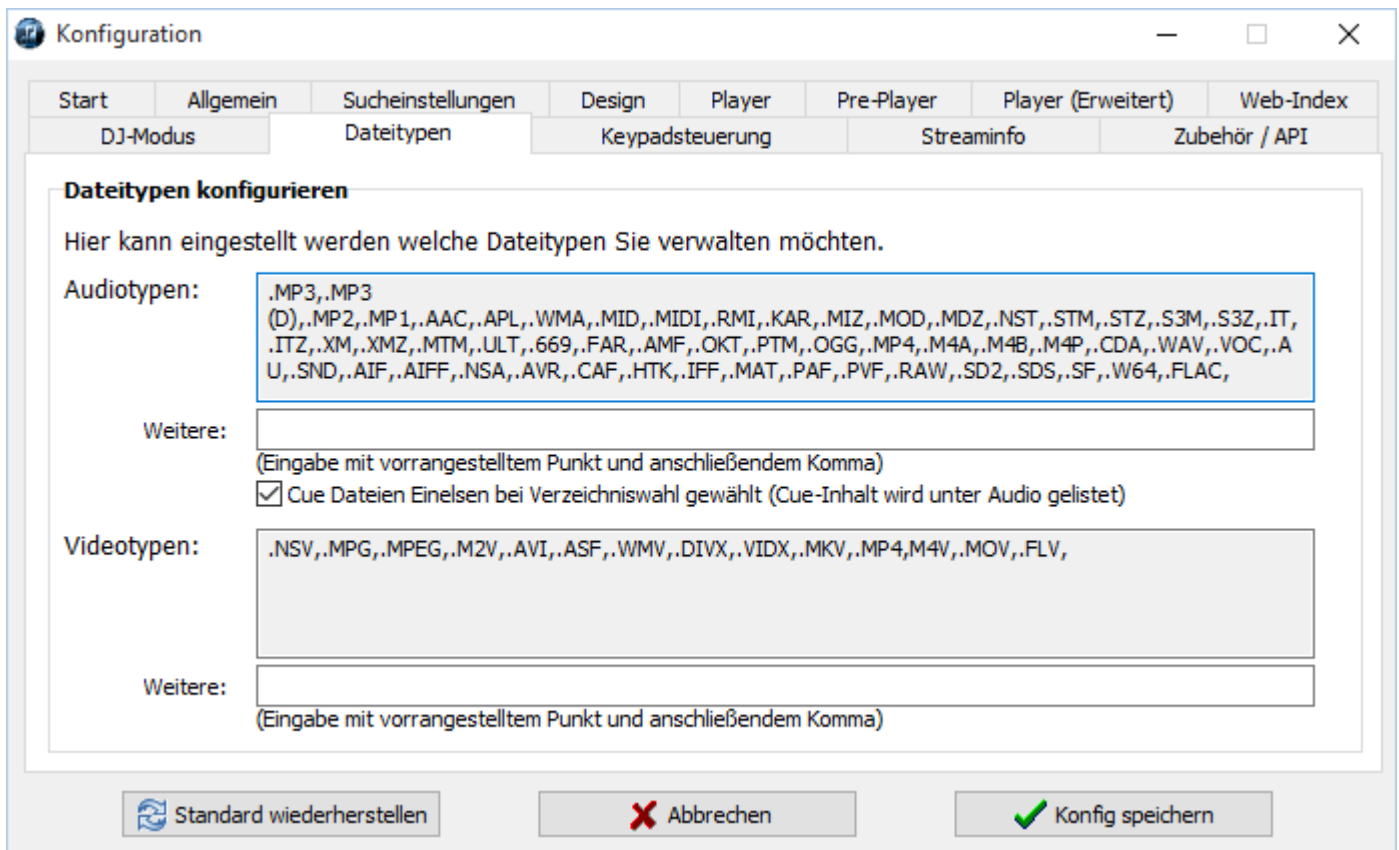 Konfiguration
Start Allgemein Sucheinstellungen Design Player Pre-Player Player (Erweitert) Web-Index
DJ-Modus Dateitypen Keypadsteuerung Streaminfo Zubehör / API
Dateitypen konfigurieren
Hier kann eingestellt werden welche Dateitypen Sie verwalten möchten.
Audiotypen: .MP3,.MP3
(D),.MP2,.MP1,.AAC,.APL,.WMA,.MID,.MIDI,.RMI,.KAR,.MIZ,.MOD,.MDZ,.NST,.STM,.STZ,.S3M,.S3Z,.IT,
.ITZ,.XM,.XMZ,.MTM,.ULT,.669,.FAR,.AMF,.OKT,.PTM,.OGG,.MP4,.M4A,.M4B,.M4P,.CDA,.WAV,.VOC,.A
U,.SND,.AIF,.AIFF,.NSA,.AVR,.CAF,.HTK,.IFF,.MAT,.PAF,.PVF,.RAW,.SD2,.SDS,.SF,.W64,.FLAC,
Weitere:
(Eingabe mit vorrangestelltem Punkt und anschließendem Komma)
Cue Dateien Einelsen bei Verzeichniswahl gewählt (Cue-Inhalt wird unter Audio gelistet)
Videotypen: .NSV,.MPG,.MPEG,.M2V,.AVI,.ASF,.WMV,.DIVX,.VIDX,.MKV,.MP4,M4V,.MOV,.FLV,
Weitere:
(Eingabe mit vorrangestelltem Punkt und anschließendem Komma)
Standard wiederherstellen Abbrechen Konfig speichern